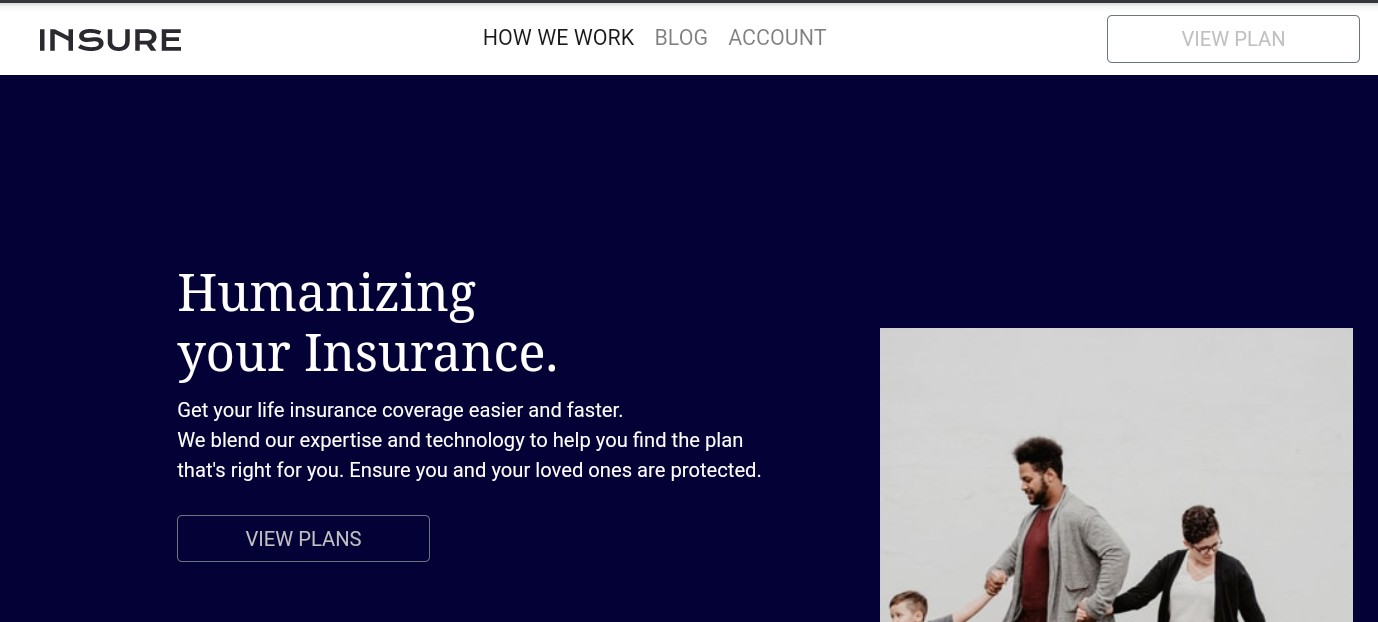 INSURE
HOW WE WORK BLOG ACCOUNT
VIEW PLAN
Humanizing
your Insurance.
Get your life insurance coverage easier and faster.
We blend our expertise and technology to help you find the plan
that's right for you. Ensure you and your loved ones are protected.
VIEW PLANS